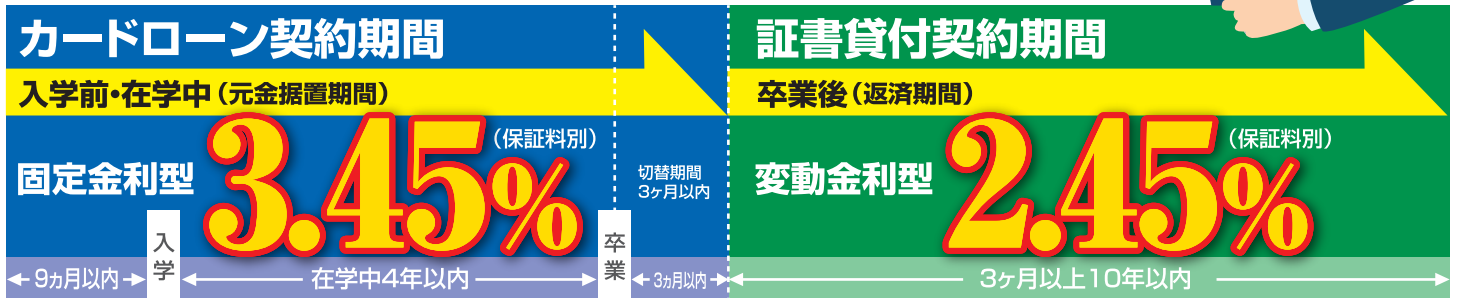 カードローン契約期間
入学前・在学中（元金据置期間）
固定金利型
3.45%
（保証料別）
切替期間
3ヶ月以内
入学
卒業
9ヵ月以内
在学中4年以内
3ヵ月以内
証書貸付契約期間
卒業後（返済期間）
変動金利型
2.45%
（保証料別）
3ヶ月以上10年以内